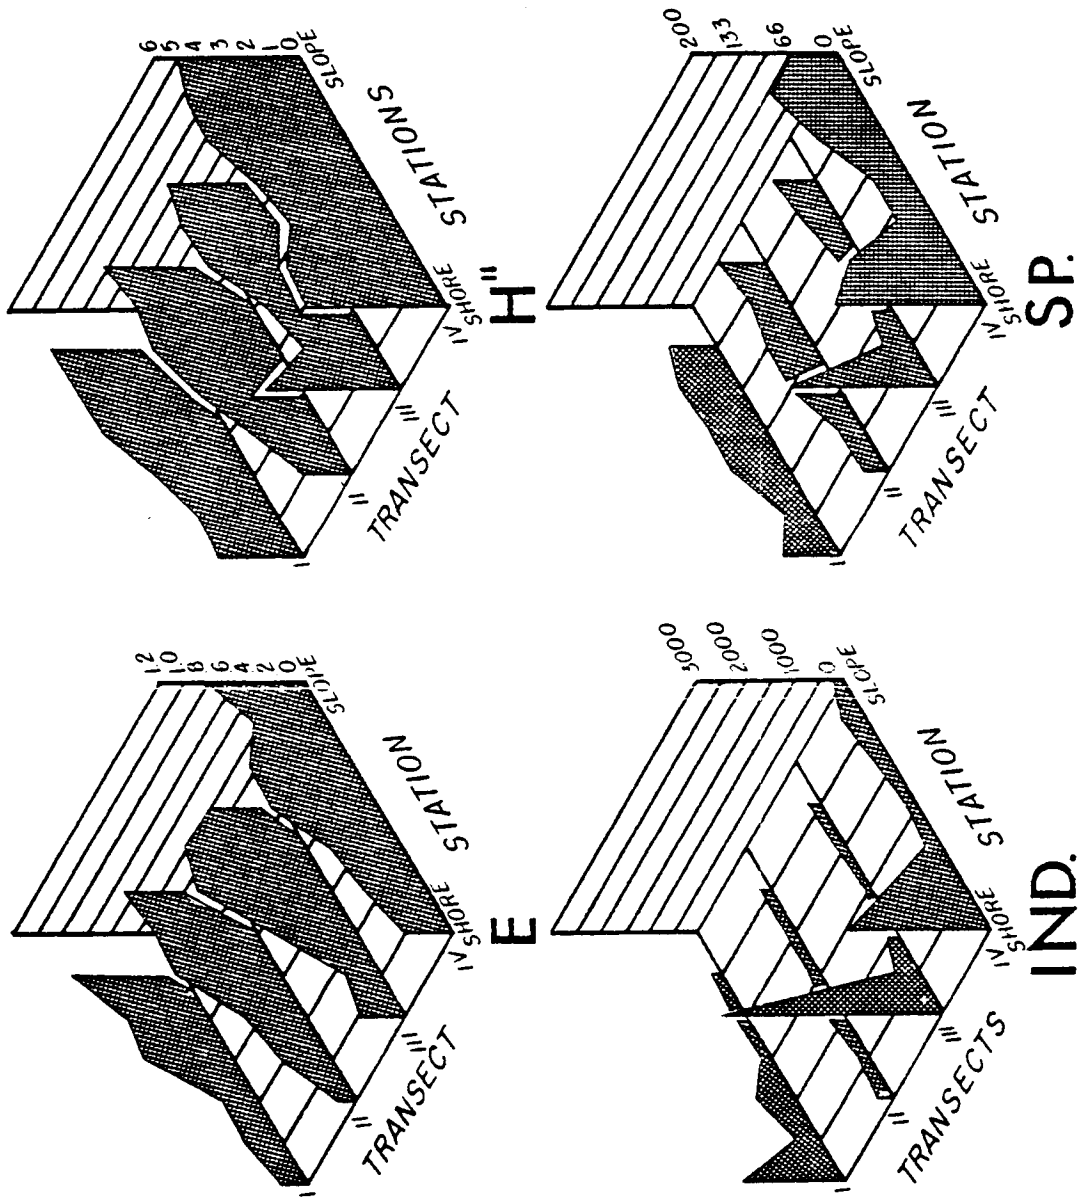 12
10
8
6
4
2
0
SLOPE
STATION
SHORE
IV
III
II
I
TRANSECT
E
6
5
4
3
2
1
0
SLOPE
STATIONS
SHORE
IV
III
II
I
TRANSECT
H"
3000
2000
1000
0
SLOPE
STATION
SHORE
IV
III
II
I
TRANSECTS
IND.
200
133
66
0
SLOPE
STATION
SHORE
IV
III
II
I
TRANSECT
SP.